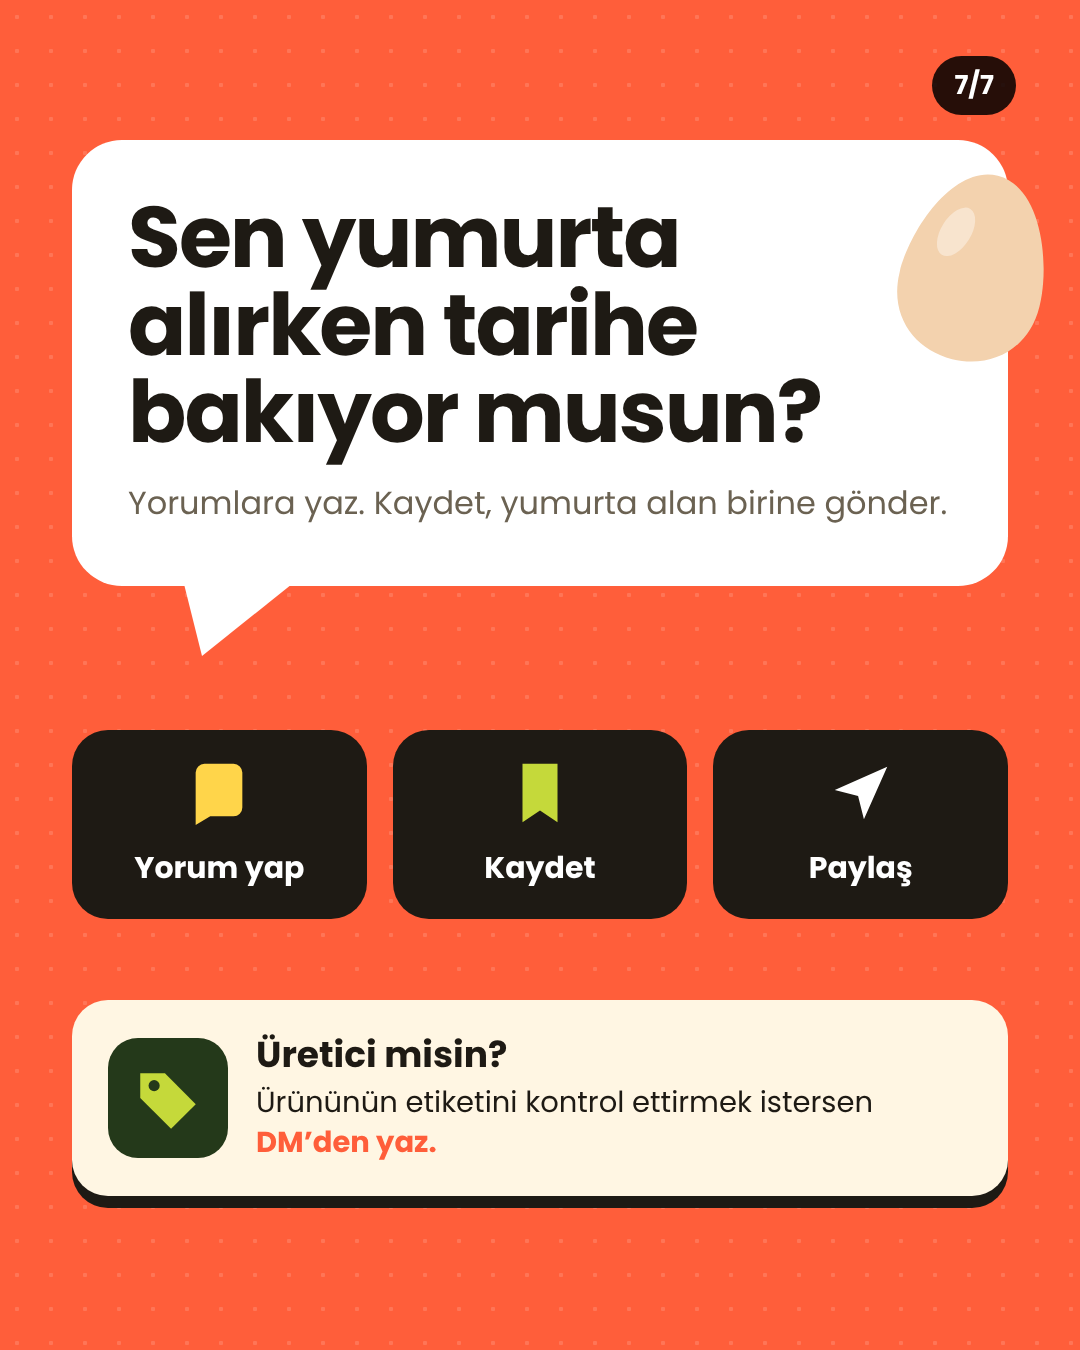 7/7
Sen yumurta
alırken tarihe
bakıyor musun?
Yorumlara yaz. Kaydet, yumurta alan birine gönder.
Yorum yap
Kaydet
Paylaş
Üretici misin?
Ürününün etiketini kontrol ettirmek istersen
DM’den yaz.